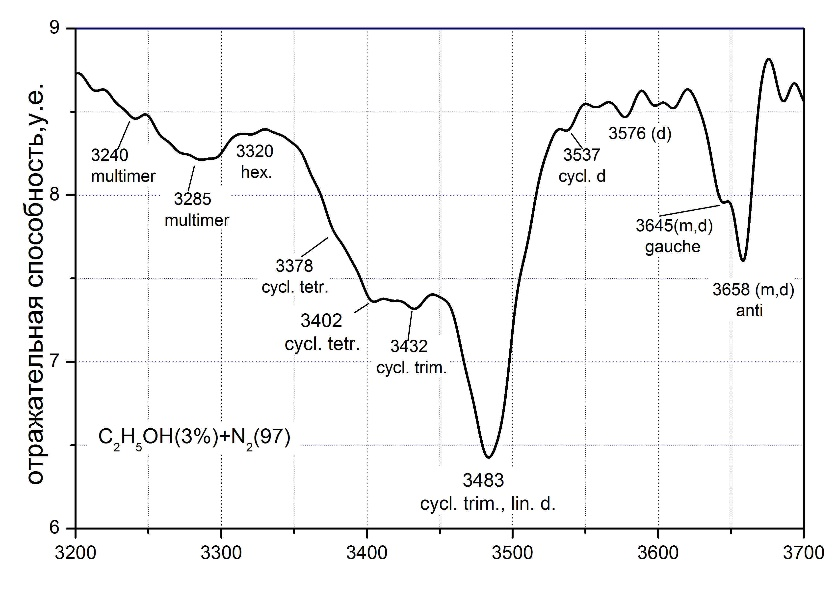 9
8
7
6
отражательная способность,у.е.
3240
multimer
3285
multimer
3320
hex.
3378
cycl. tetr.
3402
cycl. tetr.
3432
cycl. trim.
3483
cycl. trim., lin. d.
3537
cycl. d
3576 (d)
3645(m,d)
gauche
3658 (m,d)
anti
C₂H₅OH(3%)+N₂(97)
3200 3300 3400 3500 3600 3700